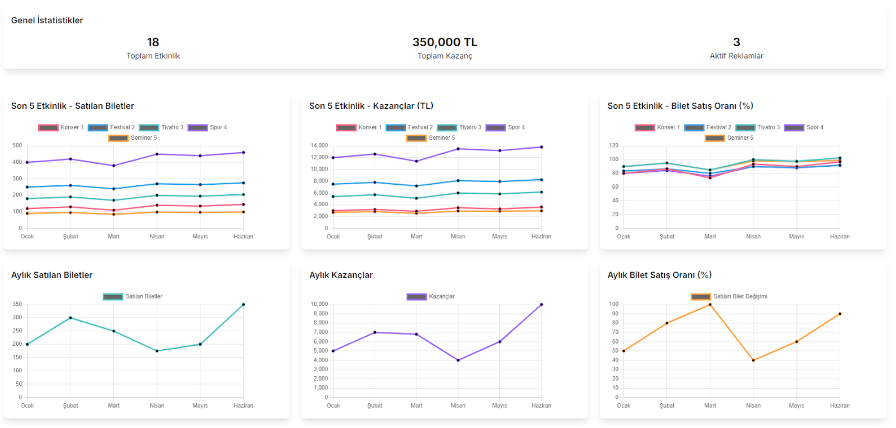 Genel İstatistikler
18
Toplam Etkinlik
350,000 TL
Toplam Kazanç
3
Aktif Reklamlar
Son 5 Etkinlik - Satılan Biletler
Konser 1 Festival 2 Tiyatro 3 Spor 4
Seminer 5
500
400
300
200
100
0
Ocak Şubat Mart Nisan Mayıs Haziran
Son 5 Etkinlik - Kazançlar (TL)
Konser 1 Festival 2 Tiyatro 3 Spor 4
Seminer 5
14,000
12,000
10,000
8,000
6,000
4,000
2,000
0
Ocak Şubat Mart Nisan Mayıs Haziran
Son 5 Etkinlik - Bilet Satış Oranı (%)
Konser 1 Festival 2 Tiyatro 3 Spor 4
Seminer 5
120
100
80
60
40
20
0
Ocak Şubat Mart Nisan Mayıs Haziran
Aylık Satılan Biletler
Satılan Biletler
350
300
250
200
150
100
50
0
Ocak Şubat Mart Nisan Mayıs Haziran
Aylık Kazançlar
Kazançlar
10,000
9,000
8,000
7,000
6,000
5,000
4,000
3,000
2,000
1,000
0
Ocak Şubat Mart Nisan Mayıs Haziran
Aylık Bilet Satış Oranı (%)
Satılan Bilet Değişimi
100
90
80
70
60
50
40
30
20
10
0
Ocak Şubat Mart Nisan Mayıs Haziran